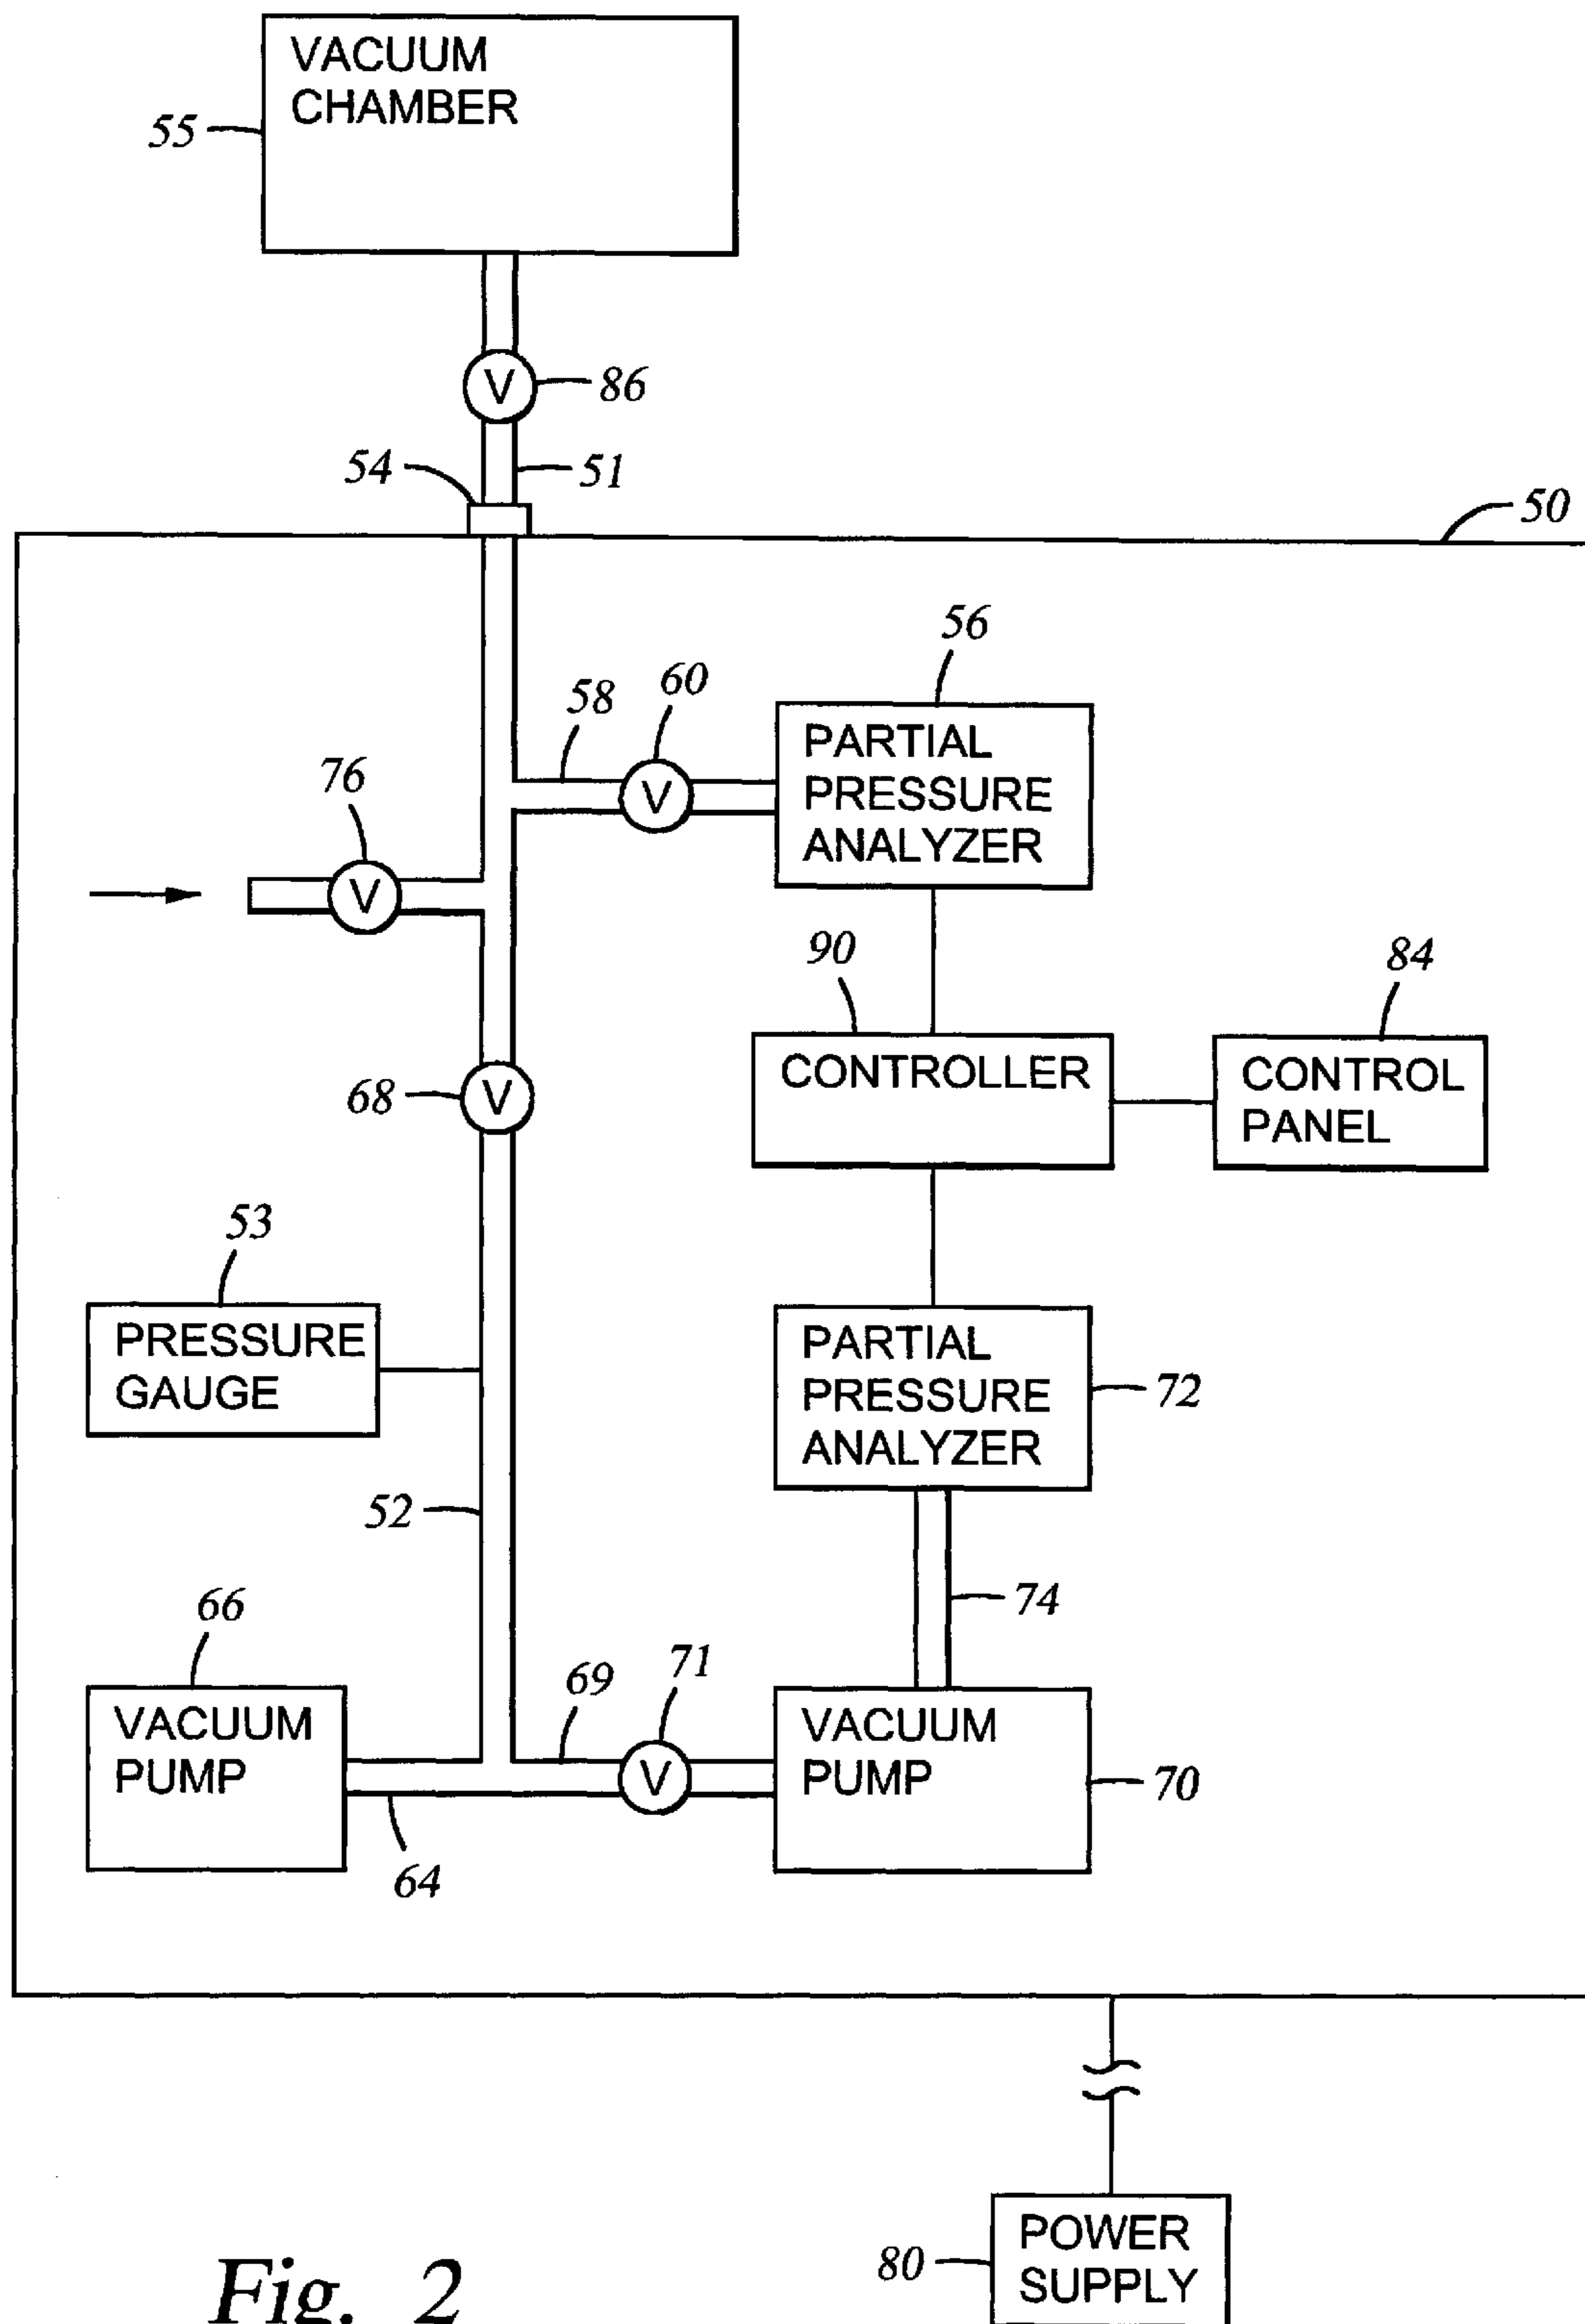 VACUUM
CHAMBER
55
V
86
54
51
50
56
58
60
PARTIAL
PRESSURE
ANALYZER
V
76
V
90
84
CONTROLLER
CONTROL
PANEL
68
V
53
PRESSURE
GAUGE
PARTIAL
PRESSURE
ANALYZER
72
52
74
66
69
71
VACUUM
PUMP
V
VACUUM
PUMP
70
64
POWER
SUPPLY
80
Fig. 2